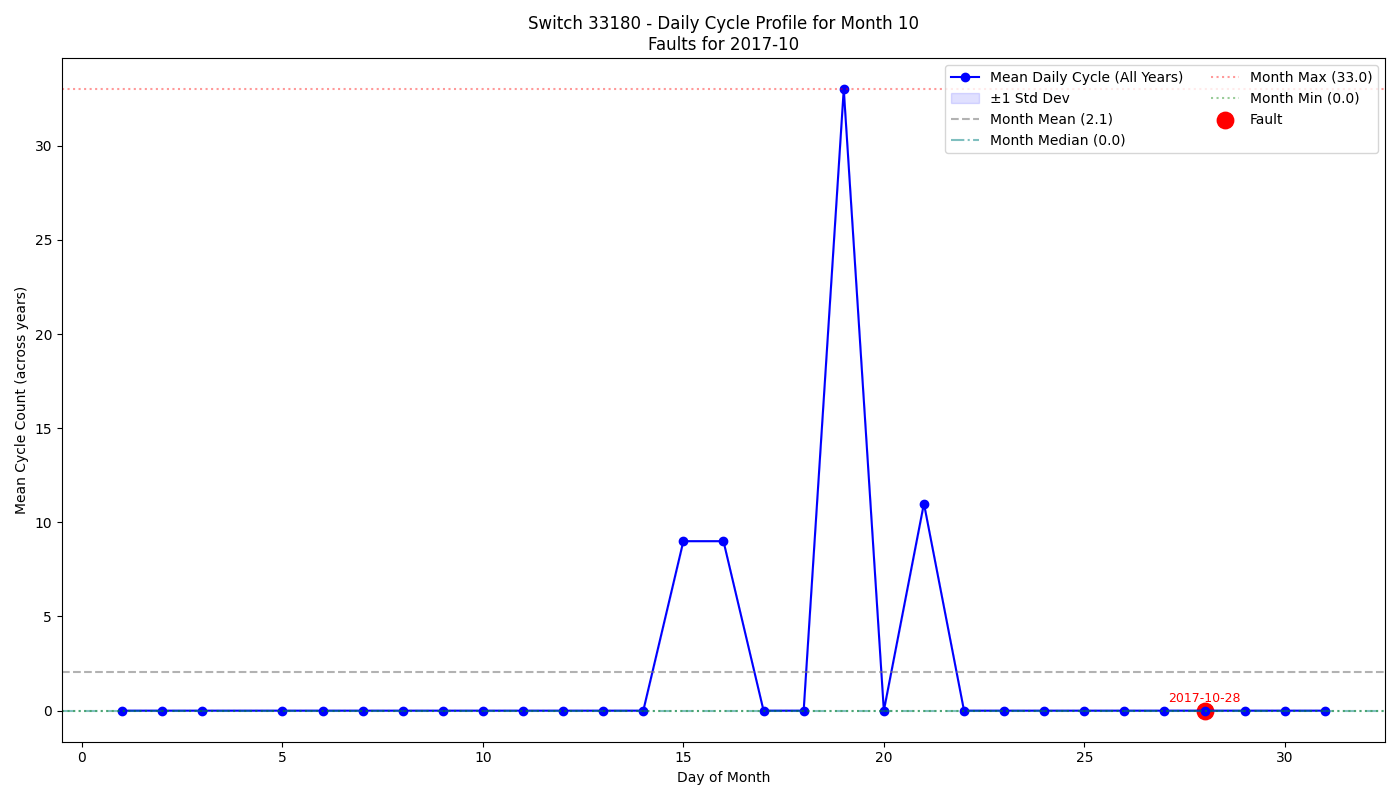 Switch 33180 - Daily Cycle Profile for Month 10
Faults for 2017-10
Mean Daily Cycle (All Years)
±1 Std Dev
Month Mean (2.1)
Month Median (0.0)
Month Max (33.0)
Month Min (0.0)
Fault
Mean Cycle Count (across years)
30
25
20
15
10
5
0
2017-10-28
0
5
10
15
20
25
30
Day of Month